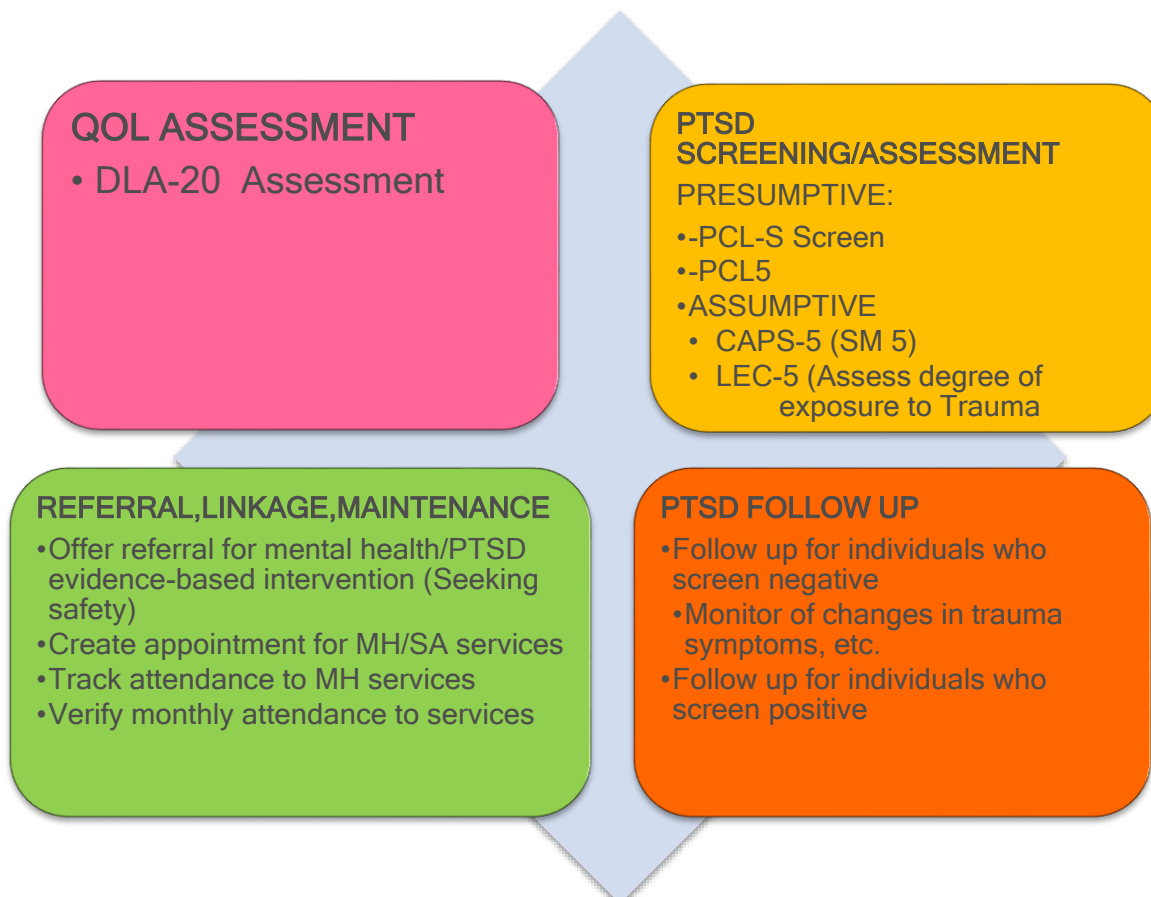 QOL ASSESSMENT
• DLA-20 Assessment
PTSD
SCREENING/ASSESSMENT
PRESUMPTIVE:
•-PCL-S Screen
•-PCL5
•ASSUMPTIVE
• CAPS-5 (SM 5)
• LEC-5 (Assess degree of
exposure to Trauma
REFERRAL,LINKAGE,MAINTENANCE
•Offer referral for mental health/PTSD
evidence-based intervention (Seeking
safety)
•Create appointment for MH/SA services
•Track attendance to MH services
•Verify monthly attendance to services
PTSD FOLLOW UP
•Follow up for individuals who
screen negative
•Monitor of changes in trauma
symptoms, etc.
•Follow up for individuals who
screen positive